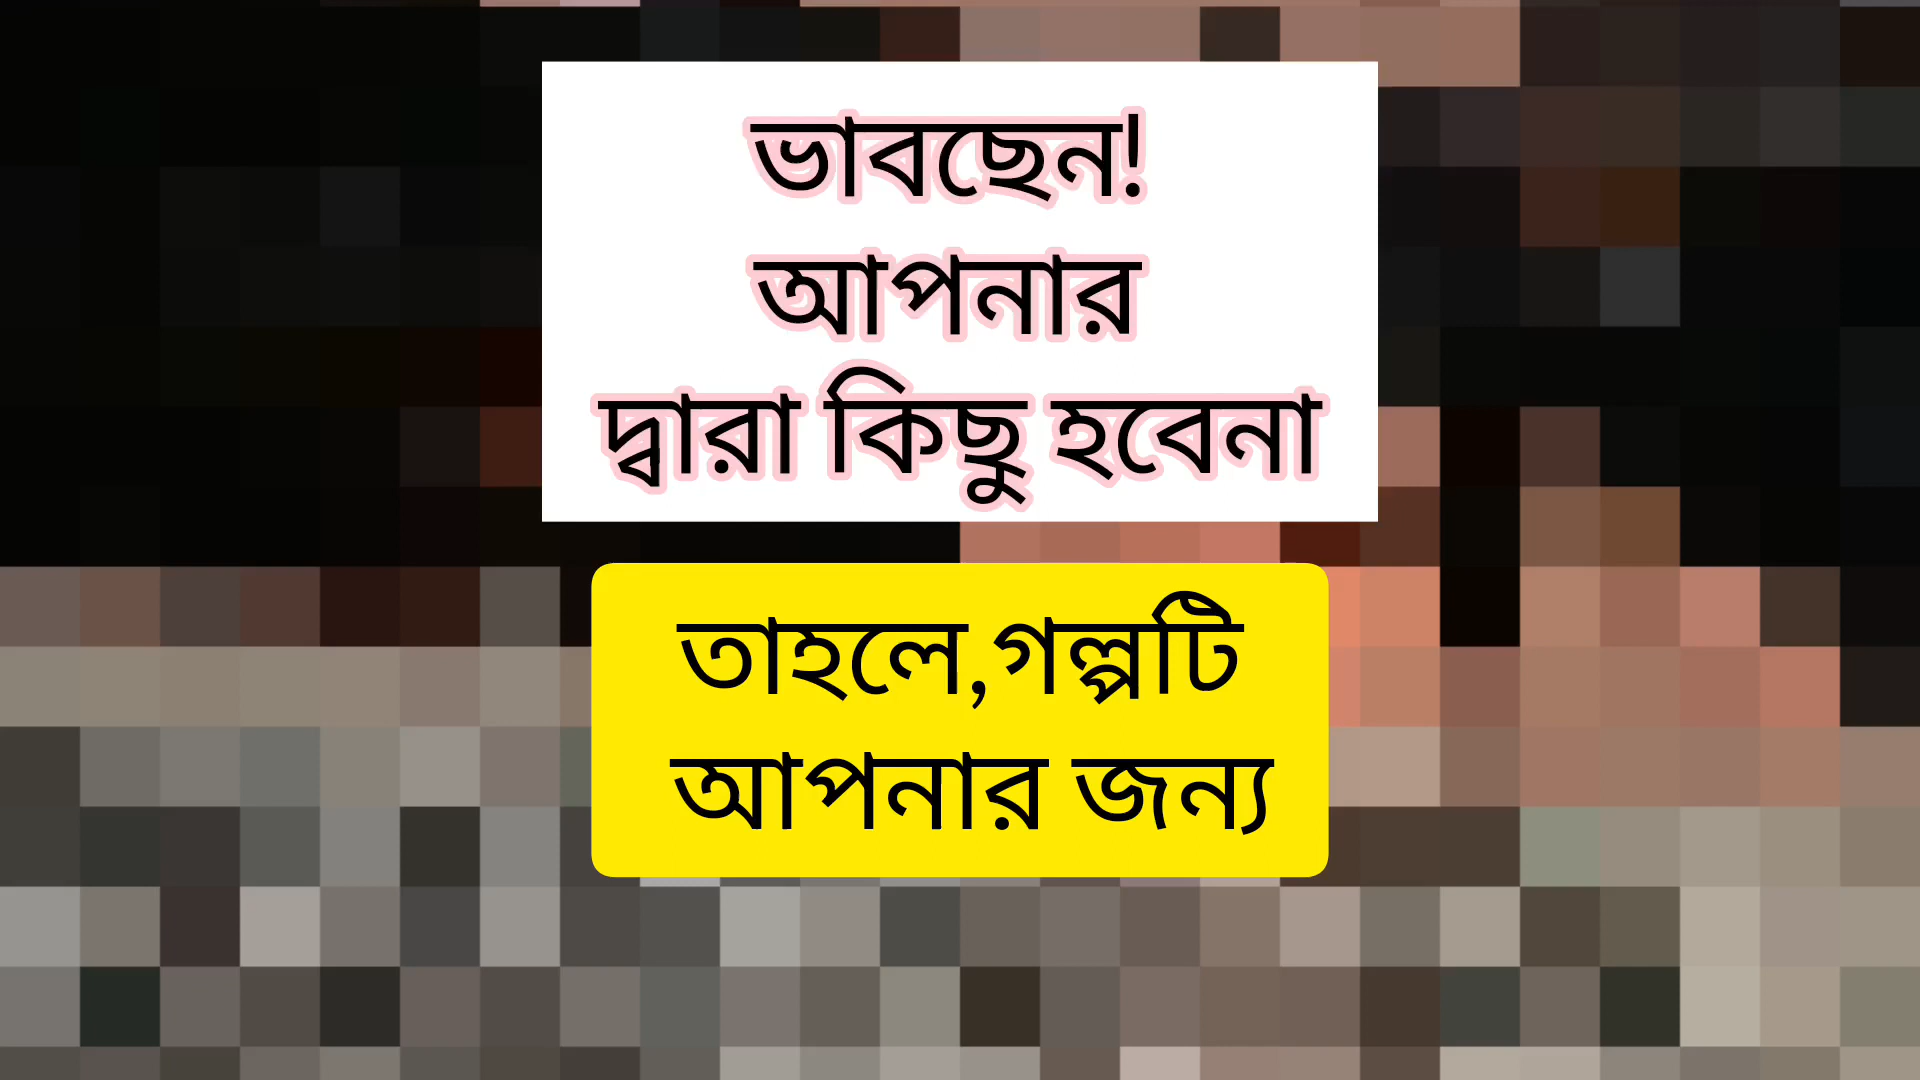 ভাবছেন!
আপনার
দ্বারা কিছু হবেনা
তাহলে,গল্পটি
আপনার জন্য